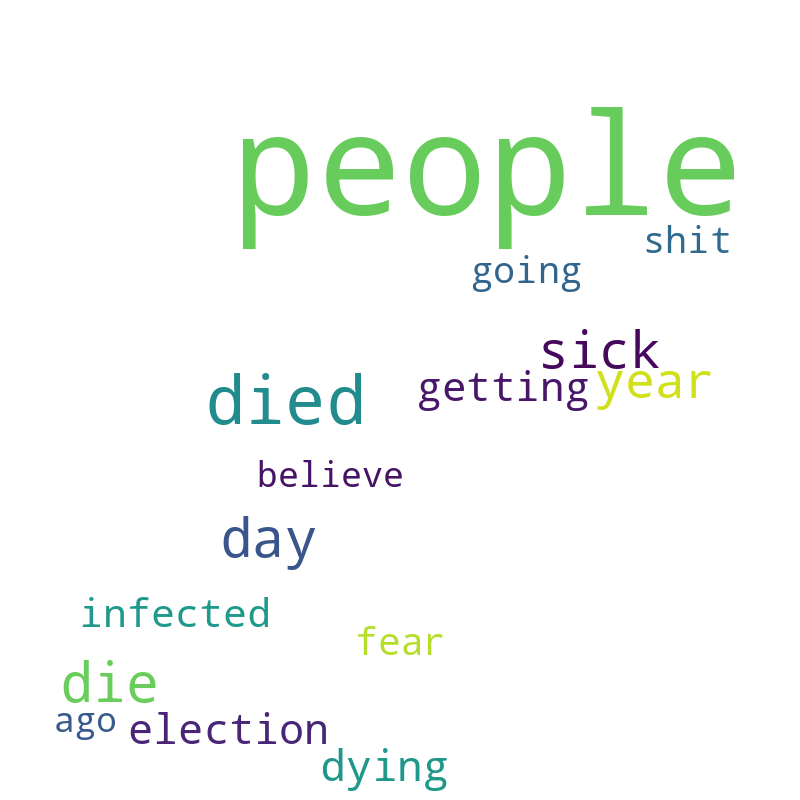 people
shit
going
sick
getting year
died
believe
day
infected
fear
die
ago election
dying